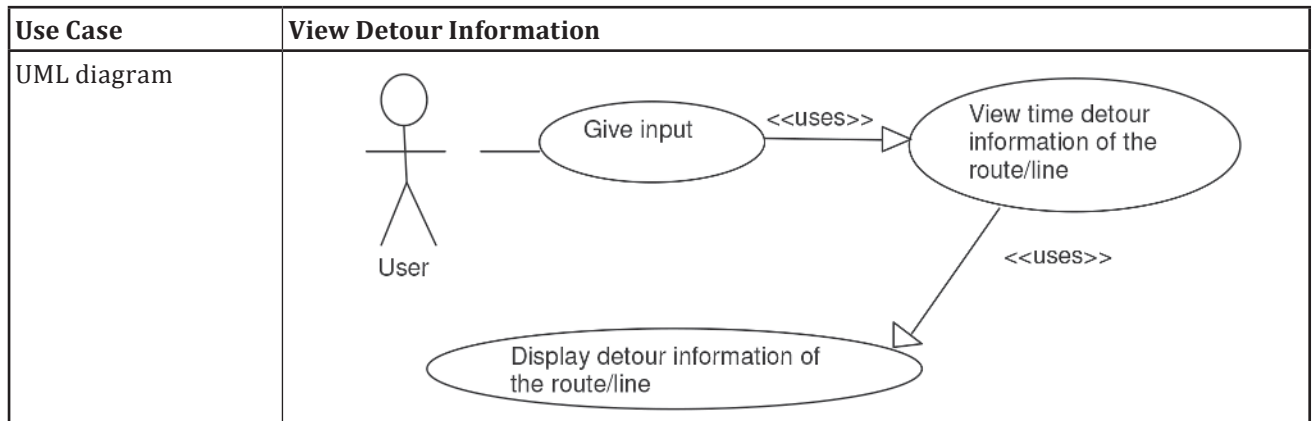 Use Case
View Detour Information
UML diagram
Give input
<<uses>>
View time detour
information of the
route/line
User
<<uses>>
Display detour information of
the route/line